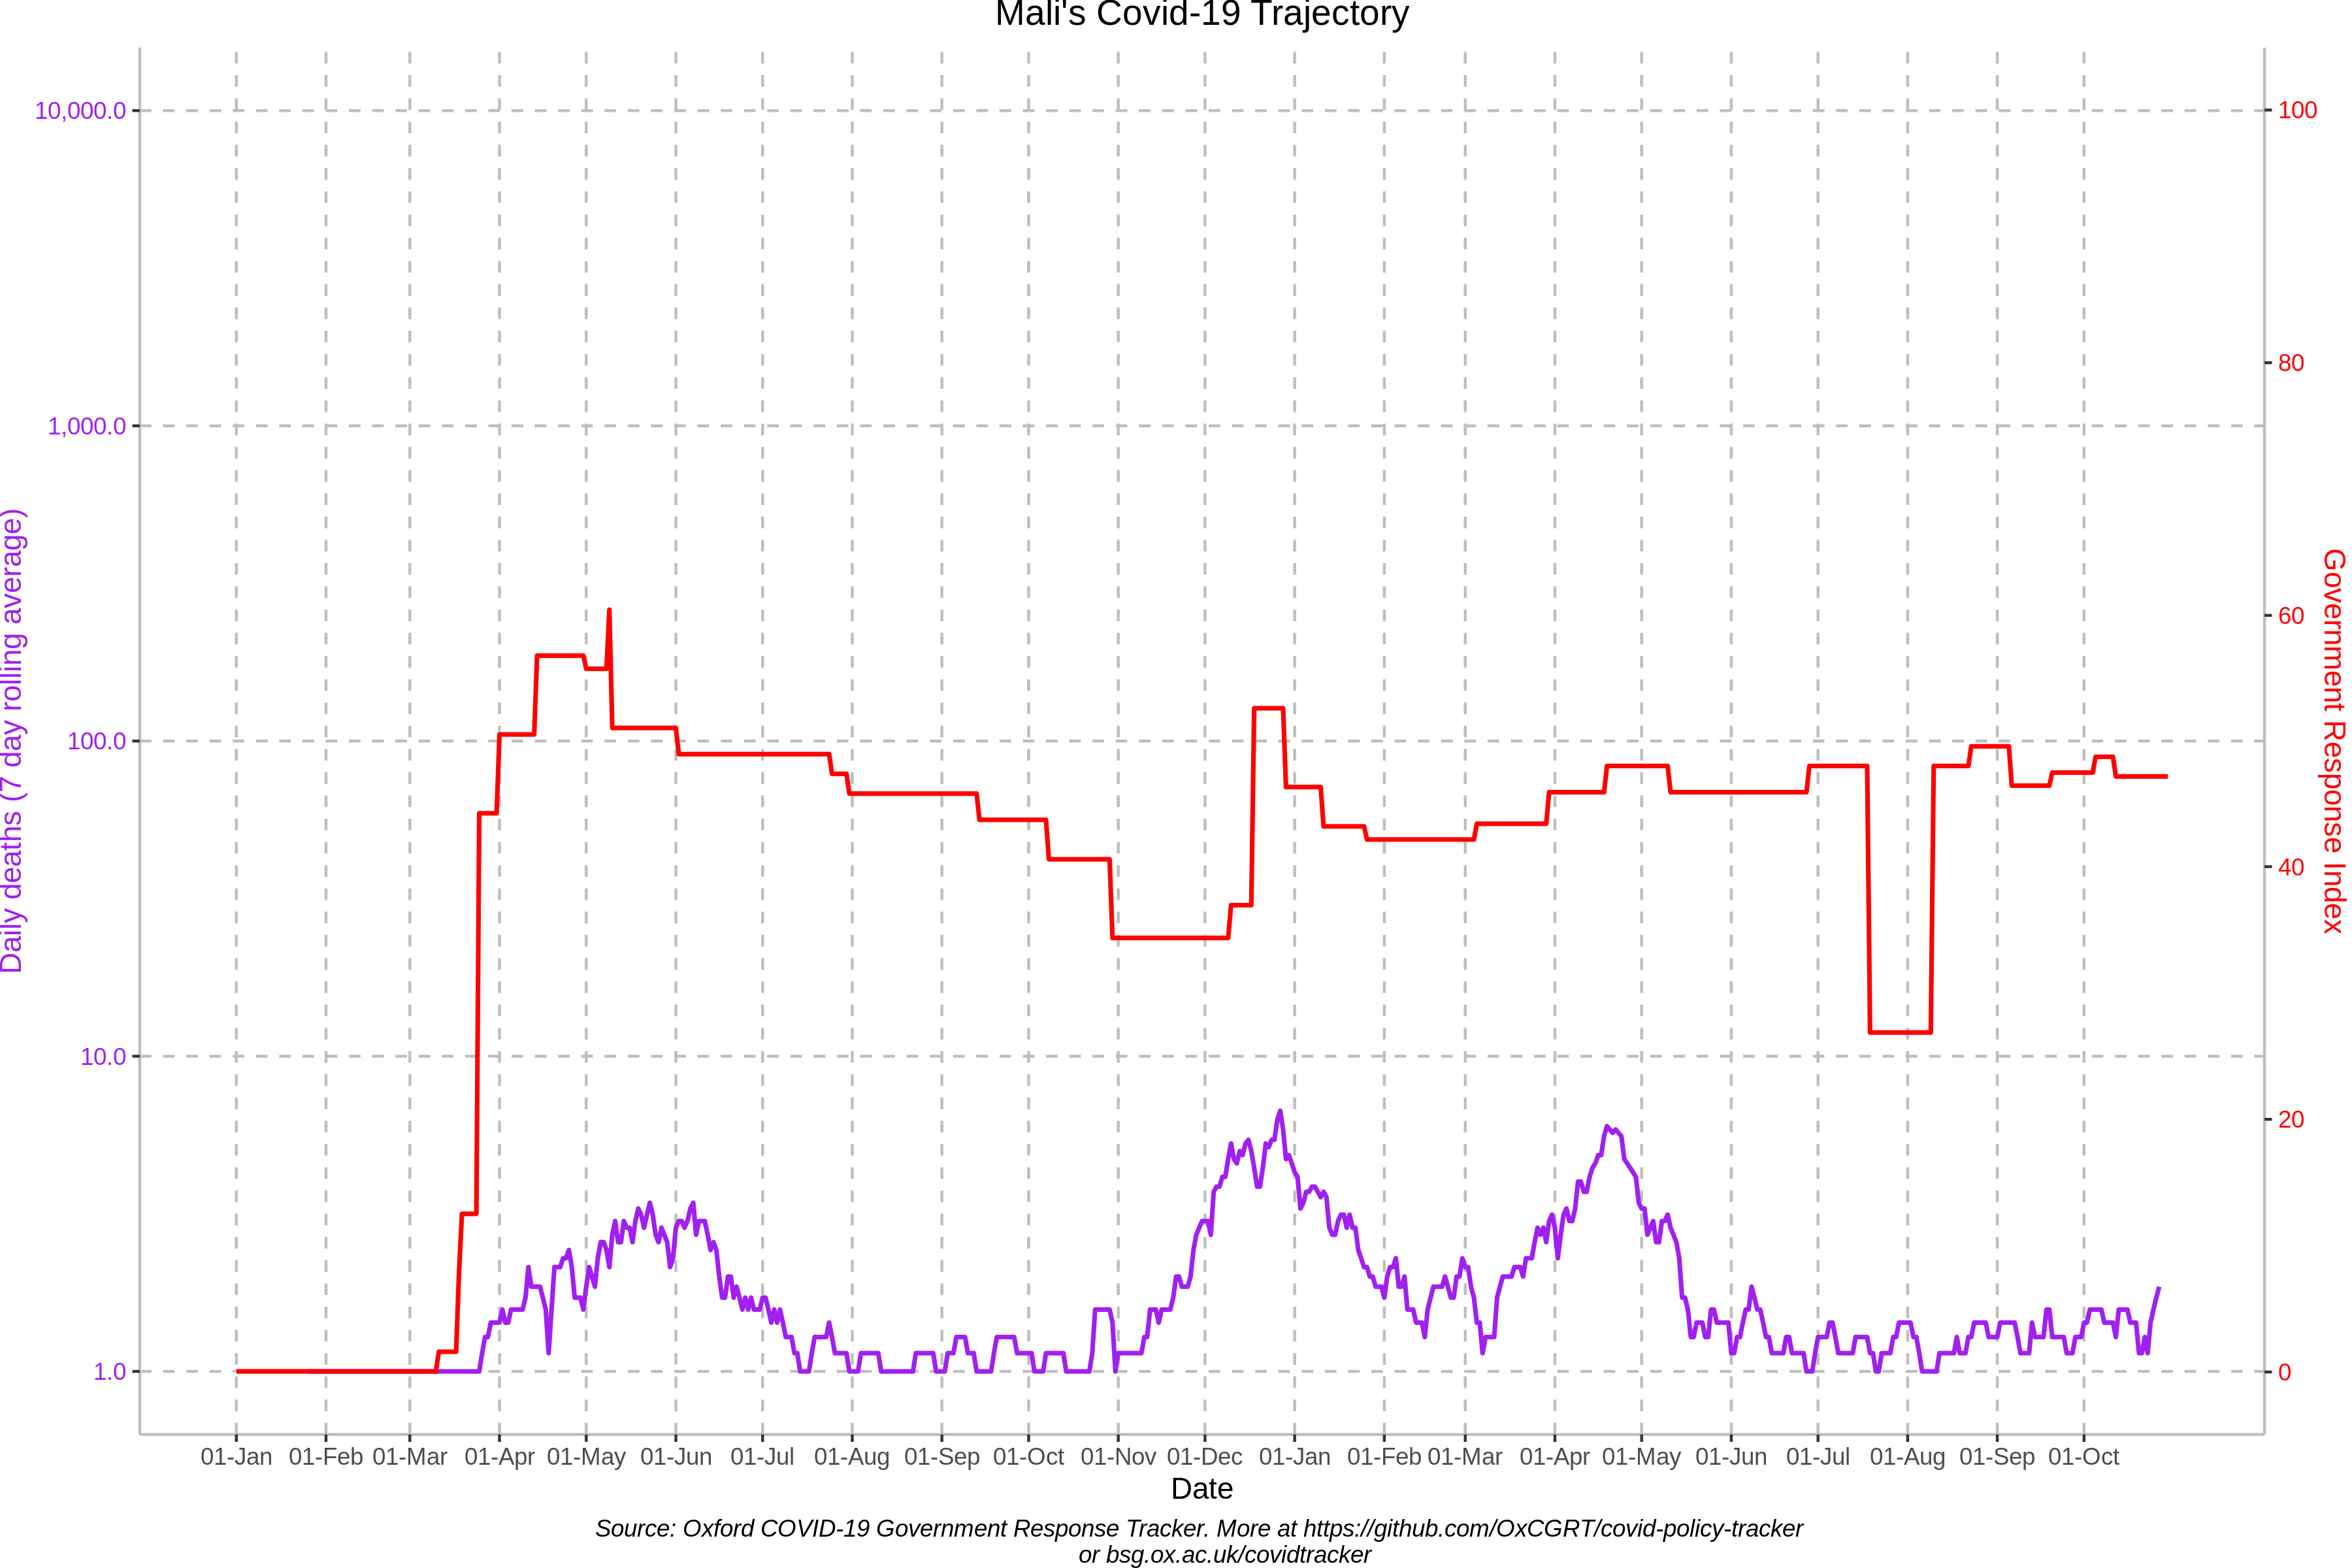 Mali's Covid-19 Trajectory
10,000.0
1,000.0
100.0
10.0
1.0
Daily deaths (7 day rolling average)
100
80
60
40
20
0
Government Response Index
01-Jan 01-Feb 01-Mar 01-Apr 01-May 01-Jun 01-Jul 01-Aug 01-Sep 01-Oct 01-Nov 01-Dec 01-Jan 01-Feb 01-Mar 01-Apr 01-May 01-Jun 01-Jul 01-Aug 01-Sep 01-Oct
Date
Source: Oxford COVID-19 Government Response Tracker. More at https://github.com/OxCGRT/covid-policy-tracker
or bsg.ox.ac.uk/covidtracker